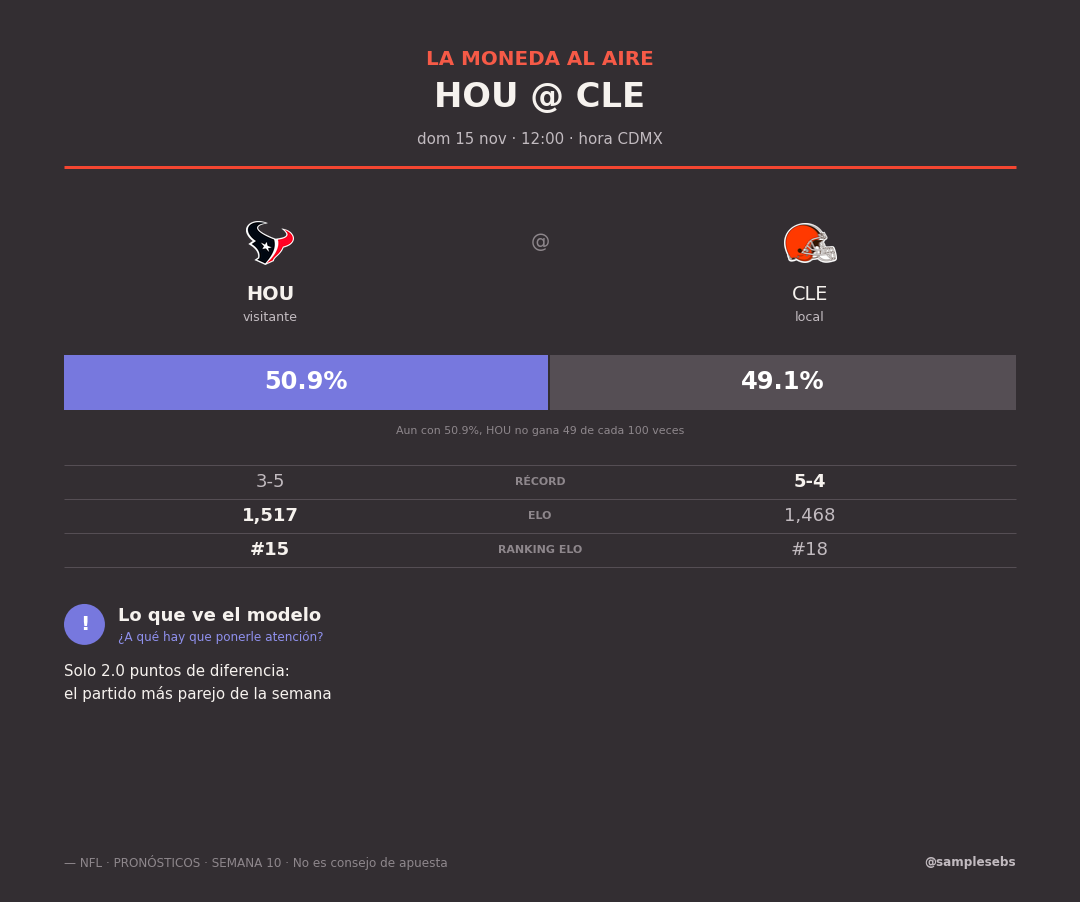 LA MONEDA AL AIRE
HOU @ CLE
dom 15 nov · 12:00 · hora CDMX
@
HOU
CLE
visitante
local
50.9%
49.1%
Aun con 50.9%, HOU no gana 49 de cada 100 veces
3-5 RÉCORD 5-4
1,517 ELO 1,468
#15 RANKING ELO #18
!
Lo que ve el modelo
¿A qué hay que ponerle atención?
Solo 2.0 puntos de diferencia:
el partido más parejo de la semana
— NFL · PRONÓSTICOS · SEMANA 10 · No es consejo de apuesta
@samplesebs